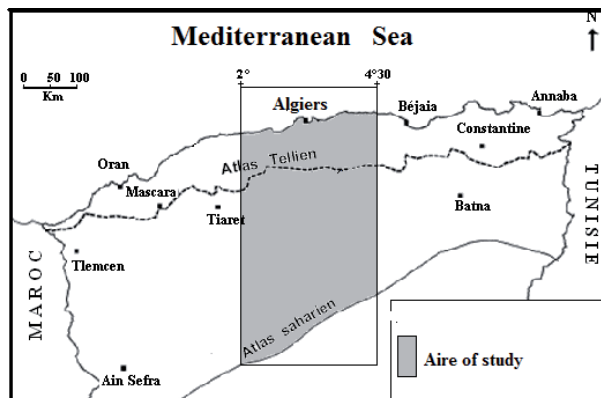 Mediterranean Sea
N
0 50 100
Km
2°
4°30
Algiers
Béjaia
Annaba
Constantine
Oran
Atlas Tellien
Mascara
Tiaret
Batna
TUNISIE
Tlemcen
MAROC
Atlas saharien
Ain Sefra
Aire of study